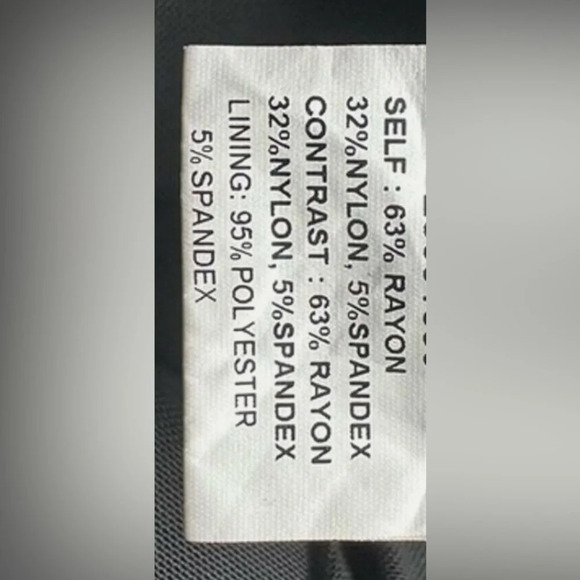 SELF : 63% RAYON
32%NYLON, 5%SPANDEX
CONTRAST : 63% RAYON
32%NYLON, 5%SPANDEX
LINING: 95%POLYESTER
5%SPANDEX